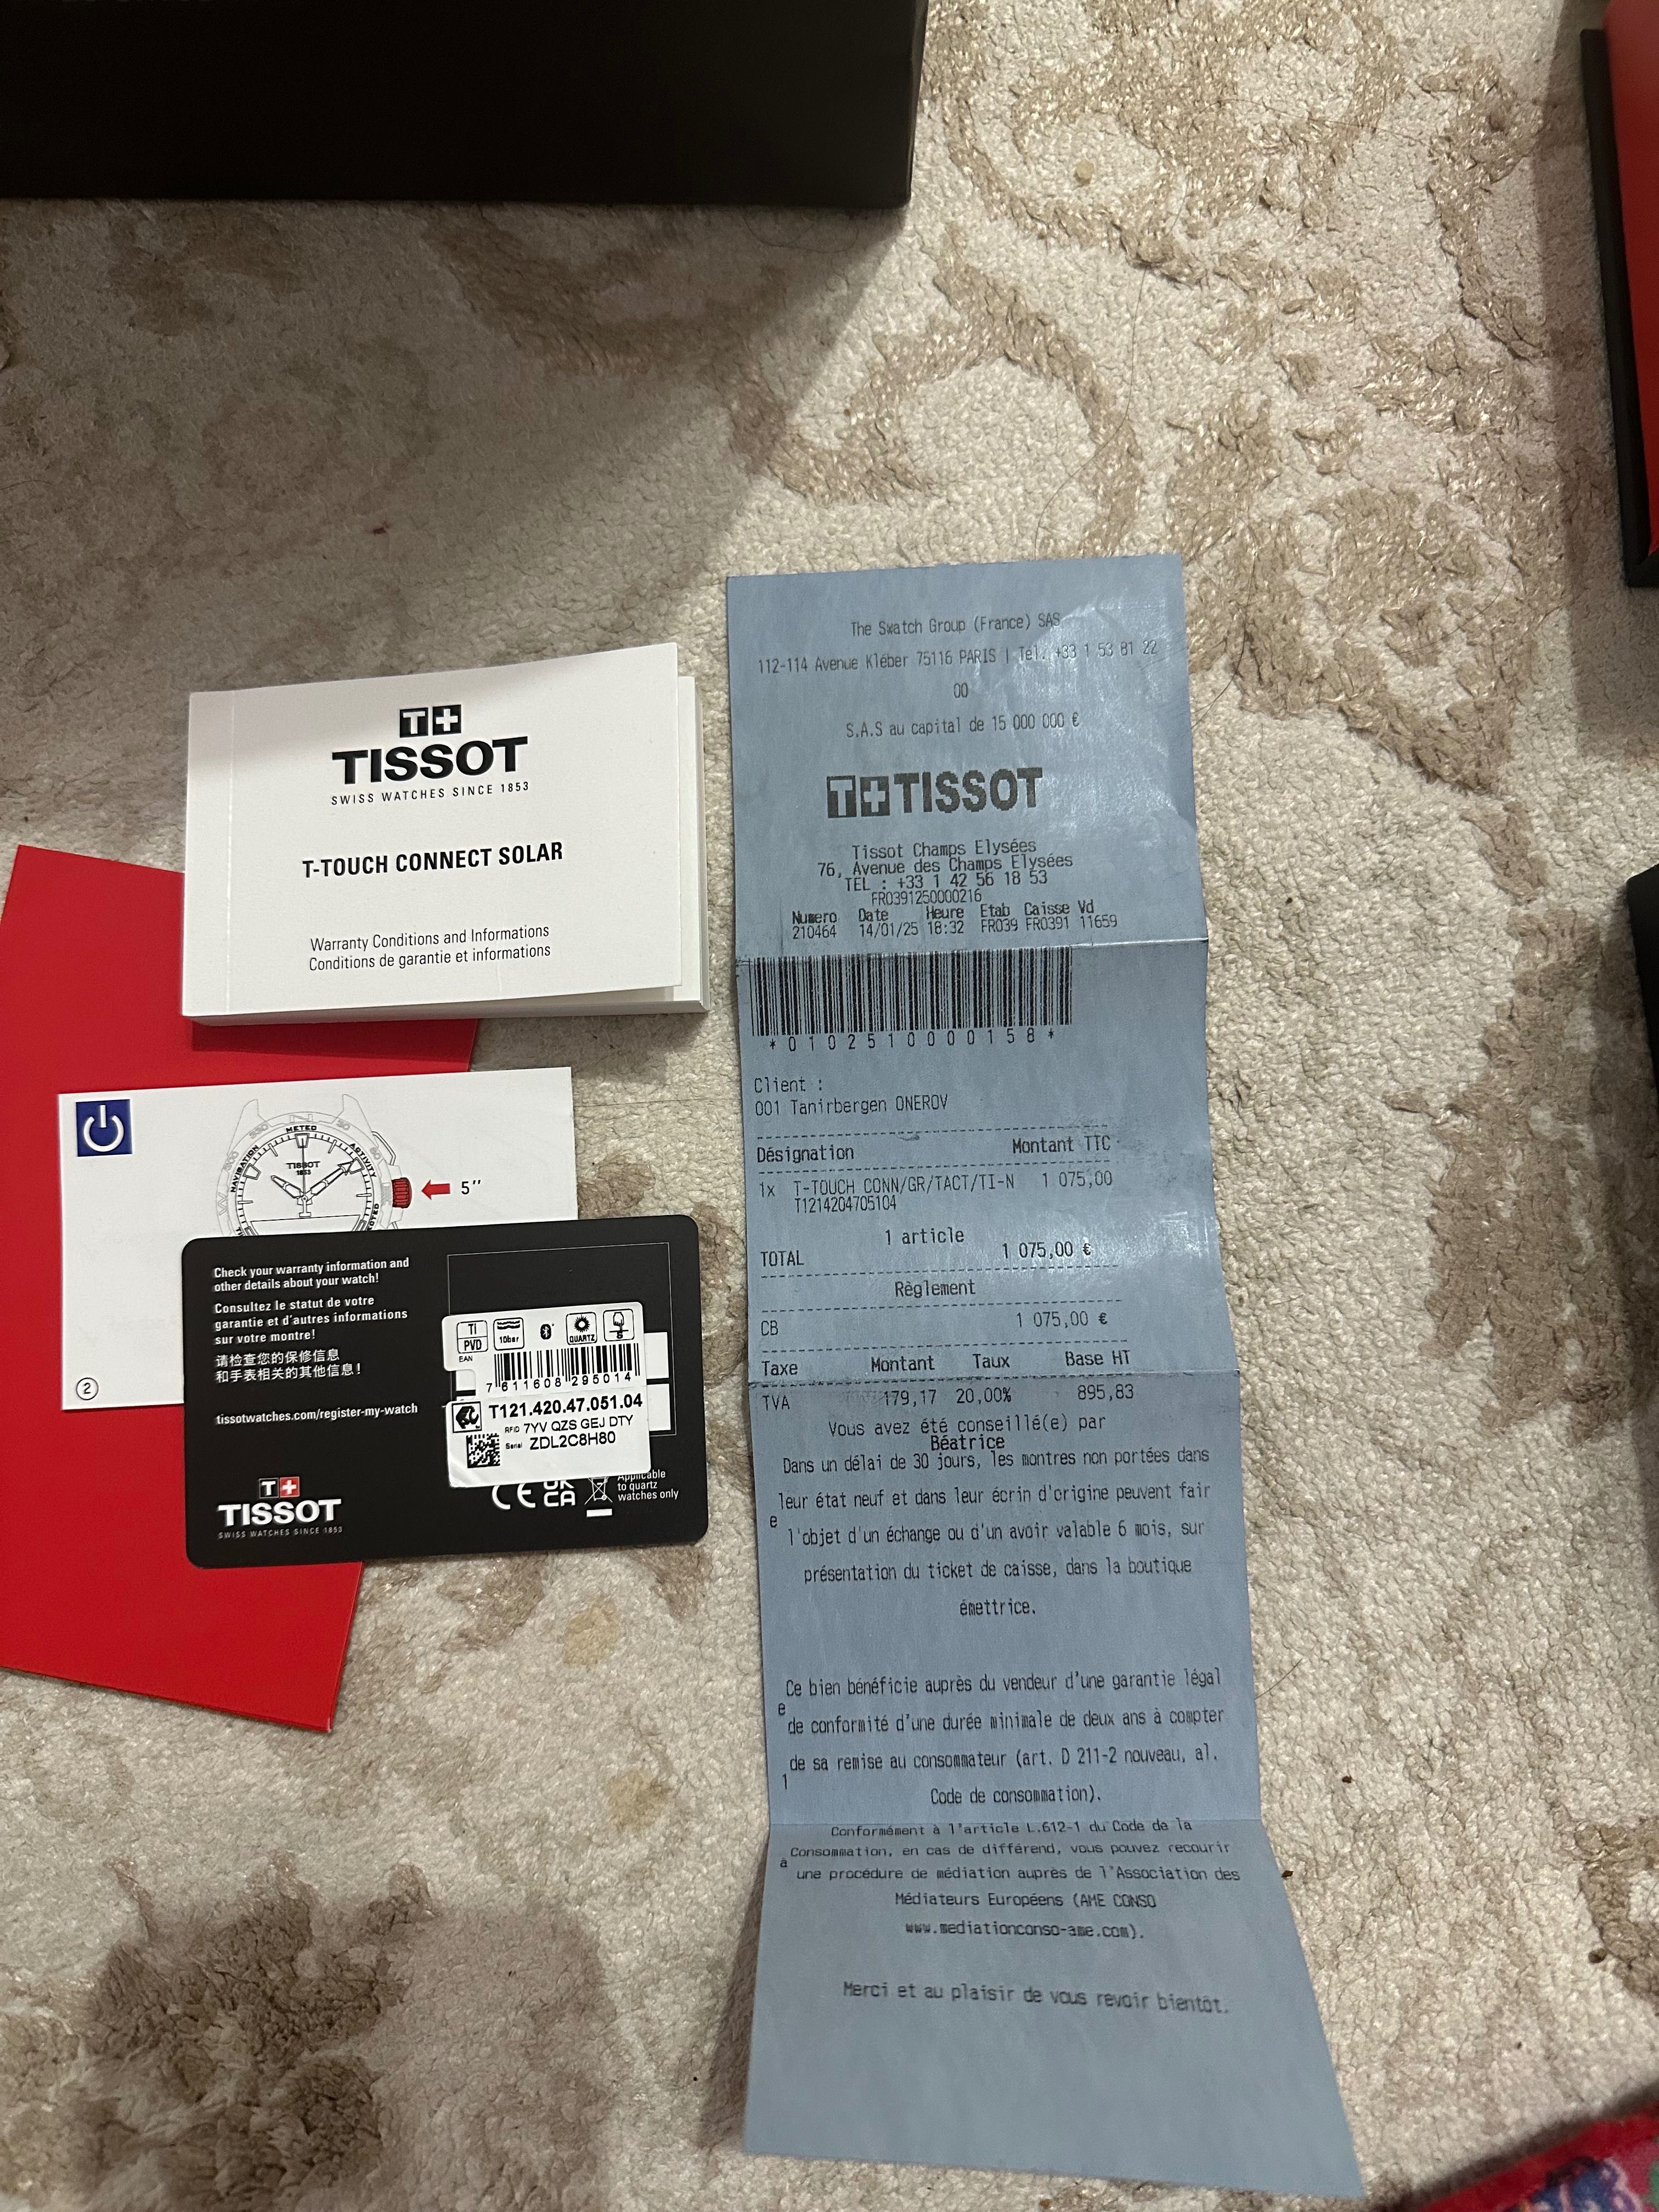 T+
TISSOT
SWISS WATCHES SINCE 1853
T-TOUCH CONNECT SOLAR
Warranty Conditions and Informations
Conditions de garantie et informations
METEO
NAVIGATION
ACTIVITY
TISSOT
1853
5’’
2
Check your warranty information and
other details about your watch!
Consultez le statut de votre
garantie et d'autres informations
sur votre montre!
请检查您的保修信息
和手表相关的其他信息!
tissotwatches.com/register-my-watch
T+
TISSOT
SWISS WATCHES SINCE 1853
TI
PVD
10bar
QUARTZ
EAN
7 611608 295014
T121.420.47.051.04
RFID 7YV QZS GEJ DTY
Serial ZDL2C8H80
CE UK CA
Applicable
to quartz
watches only
The Swatch Group (France) SAS
112-114 Avenue Kléber 75116 PARIS | Tel. +33 1 53 81 22
00
S.A.S au capital de 15 000 000 €
T+ TISSOT
Tissot Champs Elysées
76, Avenue des Champs Elysées
TEL : +33 1 42 56 18 53
FR0391250000216
Numero Date Heure Etab Caisse Vd
210464 14/01/25 18:32 FR039 FR0391 11659
*0102510000158*
Client :
001 Tanirbergen ONEROV
Désignation Montant TTC
1x T-TOUCH CONN/GR/TACT/TI-N 1 075,00
T1214204705104
1 article
TOTAL 1 075,00 €
Règlement
CB 1 075,00 €
Taxe Montant Taux Base HT
TVA 179,17 20,00% 895,83
Vous avez été conseillé(e) par
Béatrice
Dans un délai de 30 jours, les montres non portées dans
leur état neuf et dans leur écrin d'origine peuvent fair
e
l'objet d'un échange ou d'un avoir valable 6 mois, sur
présentation du ticket de caisse, dans la boutique
émettrice.
Ce bien bénéficie auprès du vendeur d'une garantie légal
e
de conformité d'une durée minimale de deux ans à compter
de sa remise au consommateur (art. D 211-2 nouveau, al.
1
Code de consommation).
Conformément à l'article L.612-1 du Code de la
Consommation, en cas de différend, vous pouvez recourir
à
une procédure de médiation auprès de l'Association des
Médiateurs Européens (AME CONSO
www.mediationconso-ame.com).
Merci et au plaisir de vous revoir bientôt.